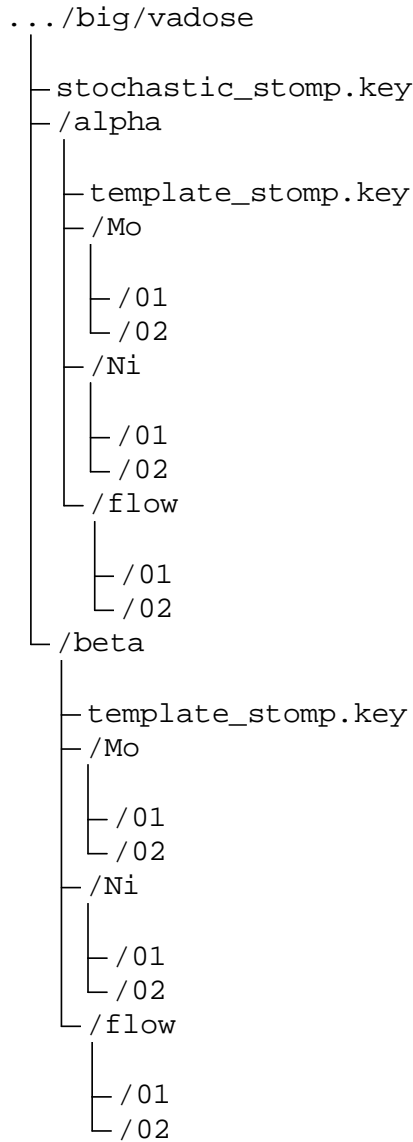 .../big/vadose
stochastic_stomp.key
/alpha
template_stomp.key
/Mo
/01
/02
/Ni
/01
/02
/flow
/01
/02
/beta
template_stomp.key
/Mo
/01
/02
/Ni
/01
/02
/flow
/01
/02